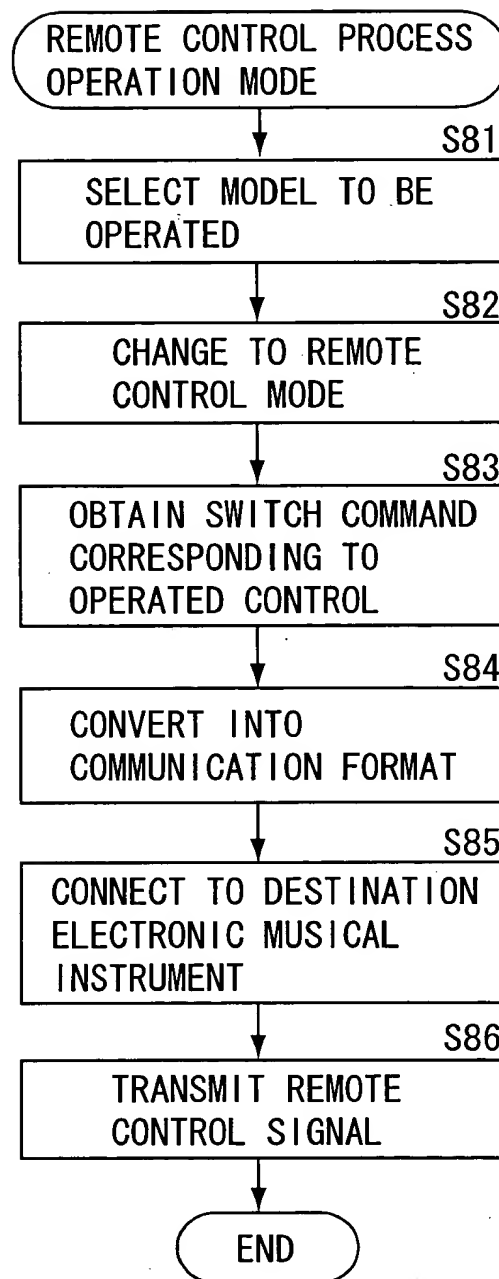 REMOTE CONTROL PROCESS
OPERATION MODE
S81
SELECT MODEL TO BE
OPERATED
S82
CHANGE TO REMOTE
CONTROL MODE
S83
OBTAIN SWITCH COMMAND
CORRESPONDING TO
OPERATED CONTROL
S84
CONVERT INTO
COMMUNICATION FORMAT
S85
CONNECT TO DESTINATION
ELECTRONIC MUSICAL
INSTRUMENT
S86
TRANSMIT REMOTE
CONTROL SIGNAL
END